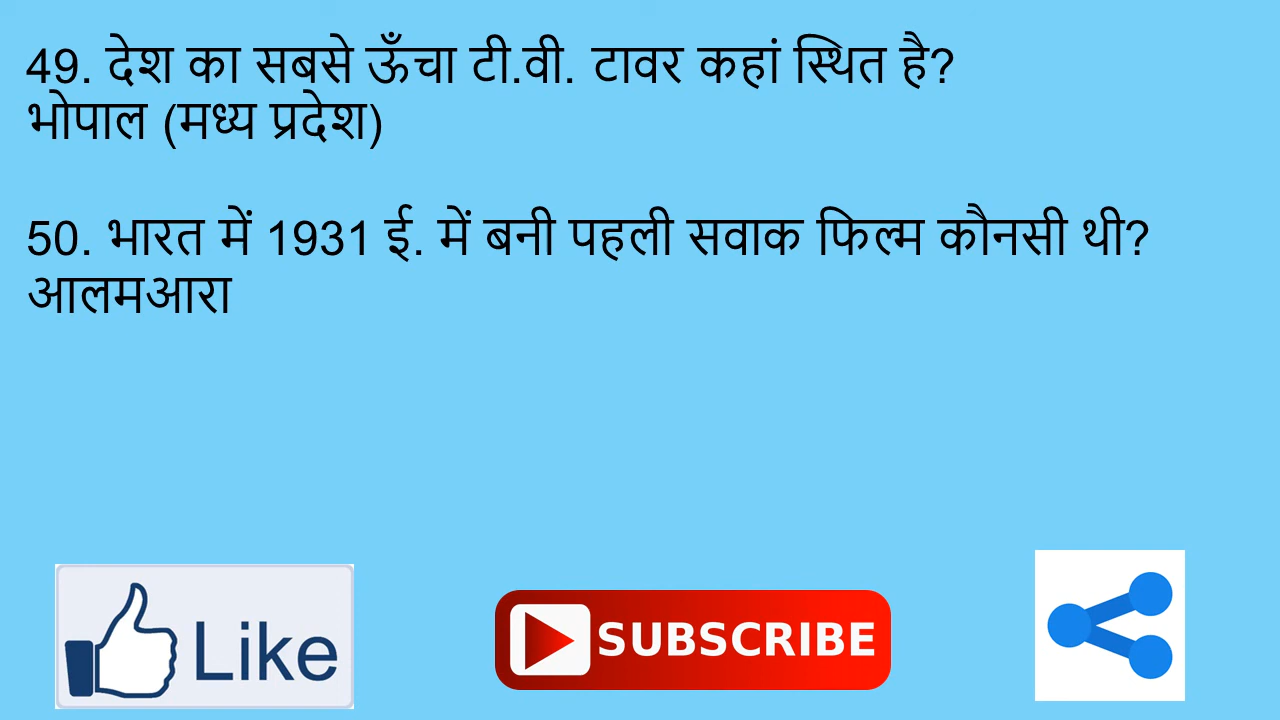 49. देश का सबसे ऊँचा टी.वी. टावर कहां स्थित है?
भोपाल (मध्य प्रदेश)
50. भारत में 1931 ई. में बनी पहली सवाक फिल्म कौनसी थी?
आलमआरा
Like
SUBSCRIBE